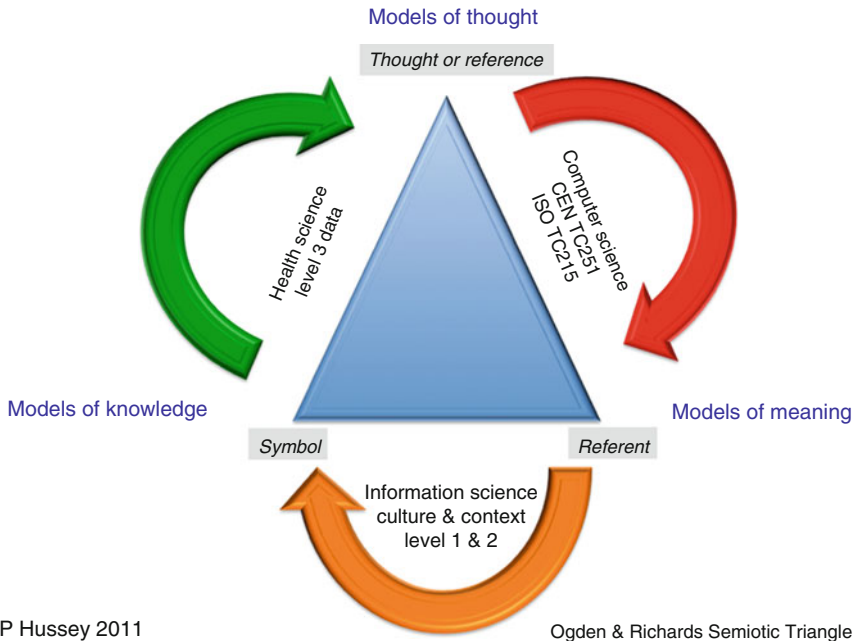 Models of thought
Thought or reference
Health science
level 3 data
Computer science
CEN TC251
ISO TC215
Models of knowledge
Models of meaning
Symbol
Referent
Information science
culture & context
level 1 & 2
P Hussey 2011
Ogden & Richards Semiotic Triangle